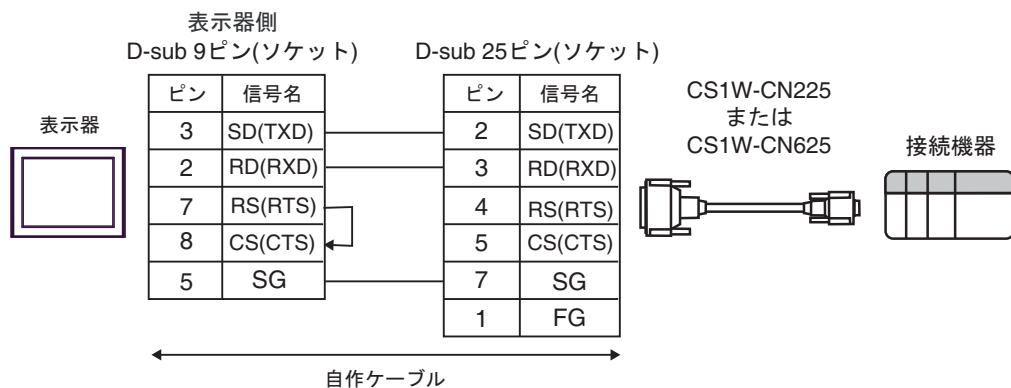 表示器側
D-sub 9ピン(ソケット)
D-sub 25ピン(ソケット)
表示器
ピン 信号名
3 SD(TXD)
2 RD(RXD)
7 RS(RTS)
8 CS(CTS)
5 SG
ピン 信号名
2 SD(TXD)
3 RD(RXD)
4 RS(RTS)
5 CS(CTS)
7 SG
1 FG
CS1W-CN225
または
CS1W-CN625
接続機器
自作ケーブル